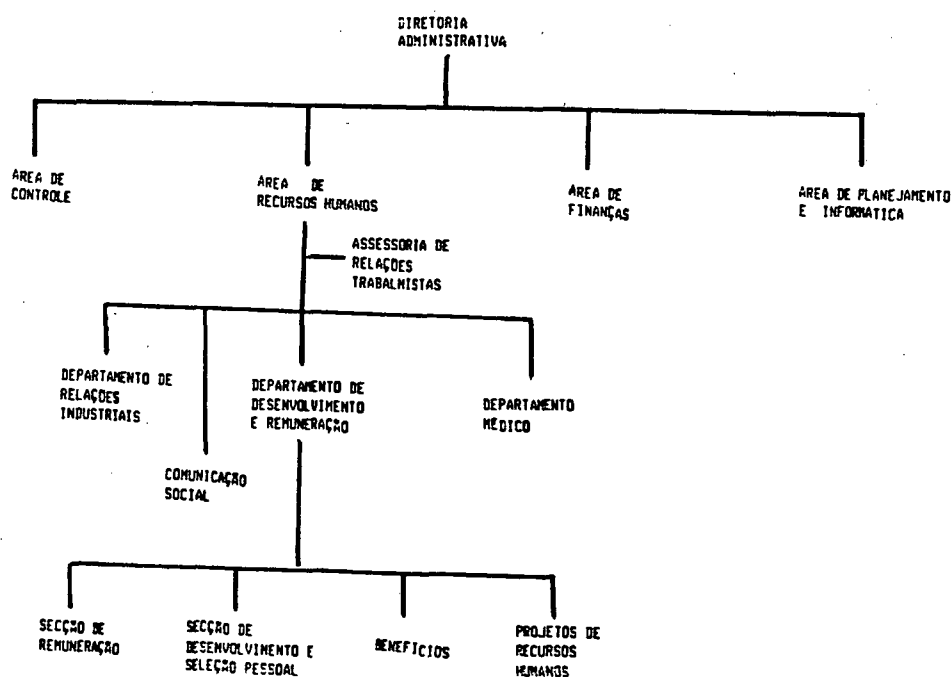 DIRETORIA
ADMINISTRATIVA
AREA DE
CONTROLE
AREA DE
RECURSOS HUMANOS
AREA DE
FINANÇAS
AREA DE PLANEJAMENTO
E INFORMATICA
ASSESSORIA DE
RELAÇÕES
TRABALHISTAS
DEPARTAMENTO DE
RELAÇÕES
INDUSTRIAIS
DEPARTAMENTO DE
DESENVOLVIMENTO
E REMUNERAÇÃO
DEPARTAMENTO
MÉDICO
COMUNICAÇÃO
SOCIAL
SECÇÃO DE
REMUNERAÇÃO
SECÇÃO DE
DESENVOLVIMENTO E
SELEÇÃO PESSOAL
BENEFÍCIOS
PROJETOS DE
RECURSOS
HUMANOS